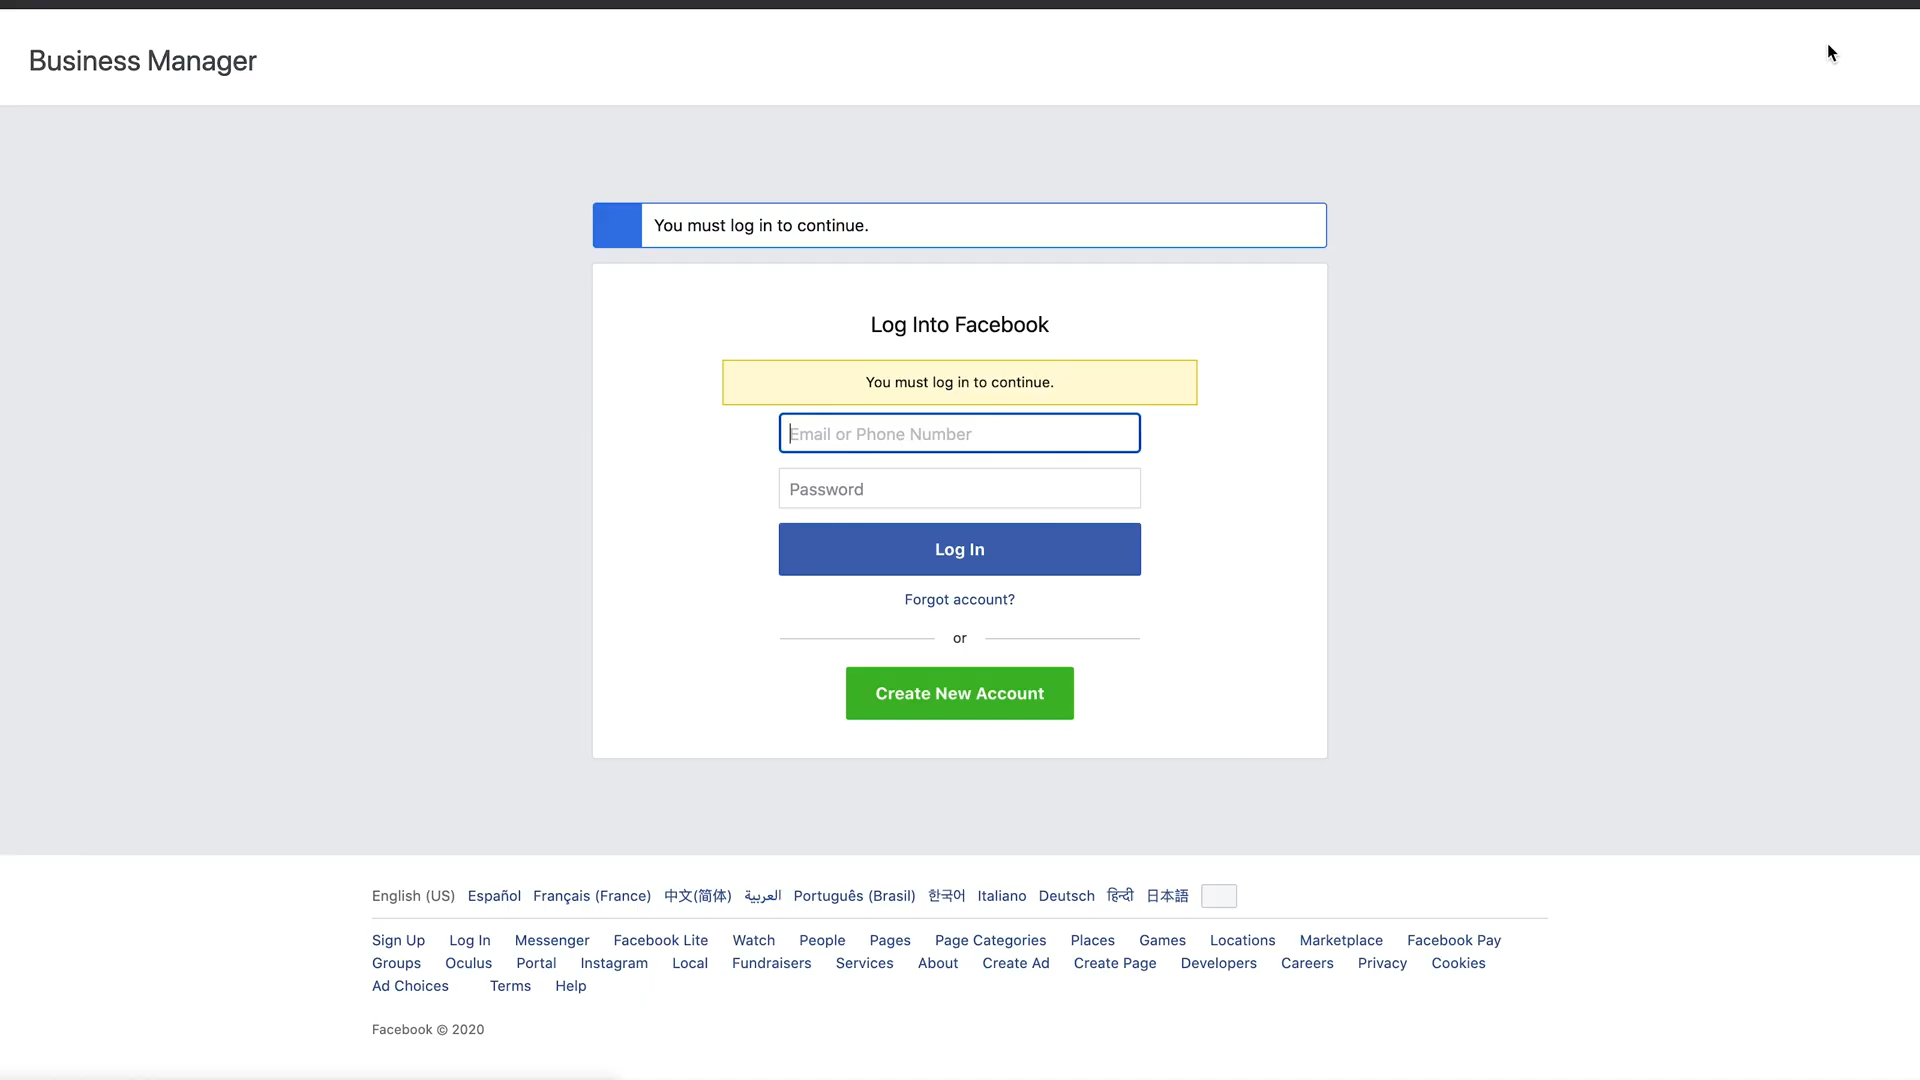 Business Manager
You must log in to continue.
Log Into Facebook
You must log in to continue.
Email or Phone Number
Password
Log In
Forgot account?
or
Create New Account
English (US) Español Français (France) 中文(简体) العربية Português (Brasil) 한국어 Italiano Deutsch हिन्दी 日本語
Sign Up Log In Messenger Facebook Lite Watch People Pages Page Categories Places Games Locations Marketplace Facebook Pay
Groups Oculus Portal Instagram Local Fundraisers Services About Create Ad Create Page Developers Careers Privacy Cookies
Ad Choices Terms Help
Facebook © 2020